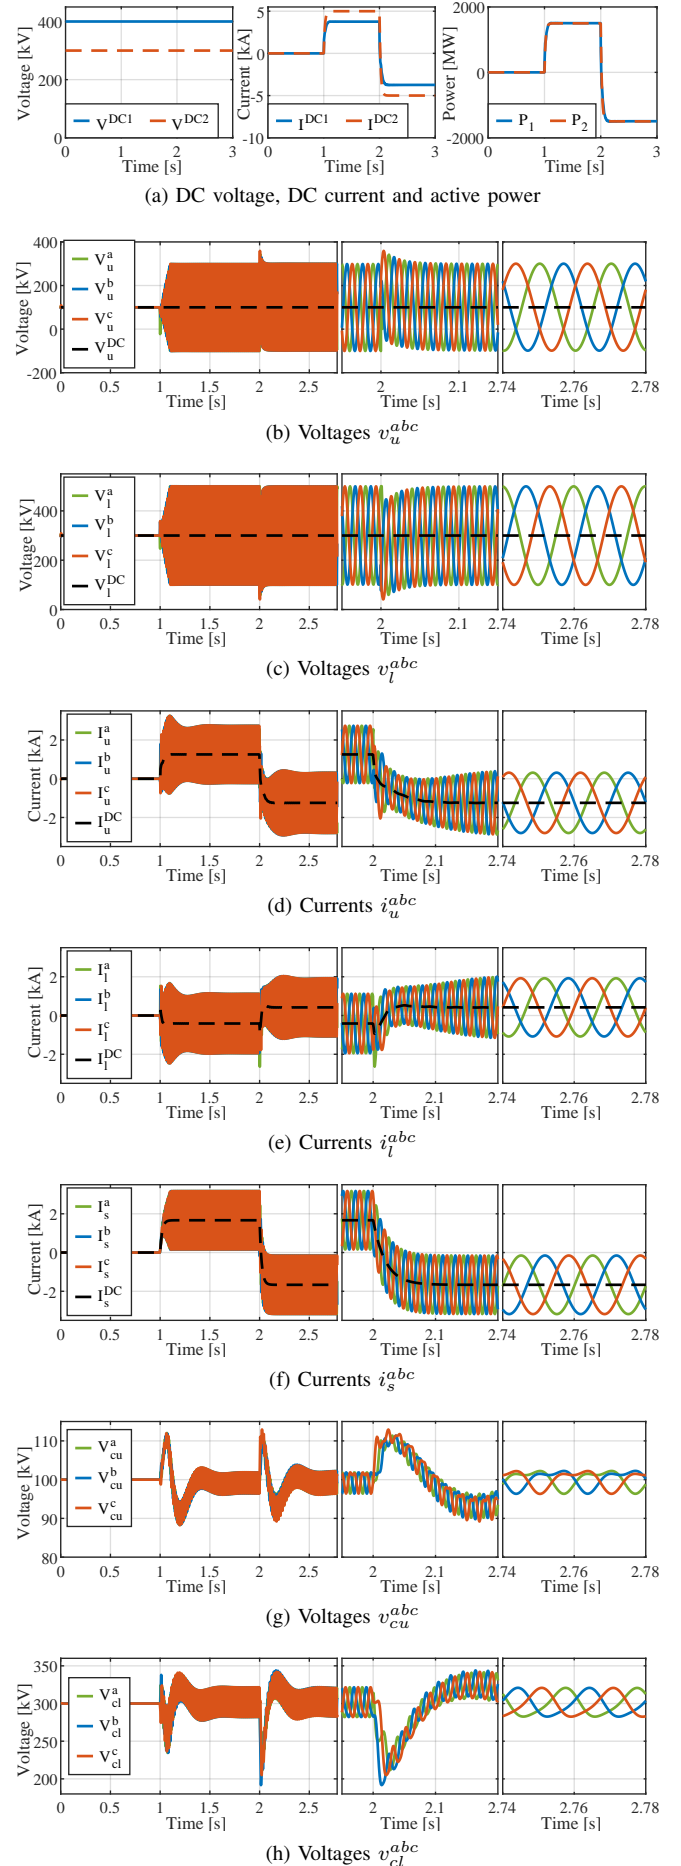 400
200
0
Voltage [kV]
V^DC1 V^DC2
0 1 2 3
Time [s]
5
0
-5
-10
Current [kA]
I^DC1 I^DC2
0 1 2 3
Time [s]
2000
0
-2000
Power [MW]
P_1 P_2
0 1 2 3
Time [s]
(a) DC voltage, DC current and active power
400
200
0
-200
Voltage [kV]
V_u^a
V_u^b
V_u^c
V_u^DC
0 0.5 1 1.5 2 2.5 2 2.1 2.74 2.76 2.78
Time [s] Time [s] Time [s]
(b) Voltages v_u^abc
400
200
0
Voltage [kV]
V_l^a
V_l^b
V_l^c
V_l^DC
0 0.5 1 1.5 2 2.5 2 2.1 2.74 2.76 2.78
Time [s] Time [s] Time [s]
(c) Voltages v_l^abc
2
0
-2
Current [kA]
I_u^a
I_u^b
I_u^c
I_u^DC
0 0.5 1 1.5 2 2.5 2 2.1 2.74 2.76 2.78
Time [s] Time [s] Time [s]
(d) Currents i_u^abc
2
0
-2
Current [kA]
I_l^a
I_l^b
I_l^c
I_l^DC
0 0.5 1 1.5 2 2.5 2 2.1 2.74 2.76 2.78
Time [s] Time [s] Time [s]
(e) Currents i_l^abc
2
0
-2
Current [kA]
I_s^a
I_s^b
I_s^c
I_s^DC
0 0.5 1 1.5 2 2.5 2 2.1 2.74 2.76 2.78
Time [s] Time [s] Time [s]
(f) Currents i_s^abc
110
100
90
80
Voltage [kV]
V_cu^a
V_cu^b
V_cu^c
0 0.5 1 1.5 2 2.5 2 2.1 2.74 2.76 2.78
Time [s] Time [s] Time [s]
(g) Voltages v_cu^abc
350
300
250
200
Voltage [kV]
V_cl^a
V_cl^b
V_cl^c
0 0.5 1 1.5 2 2.5 2 2.1 2.74 2.76 2.78
Time [s] Time [s] Time [s]
(h) Voltages v_cl^abc